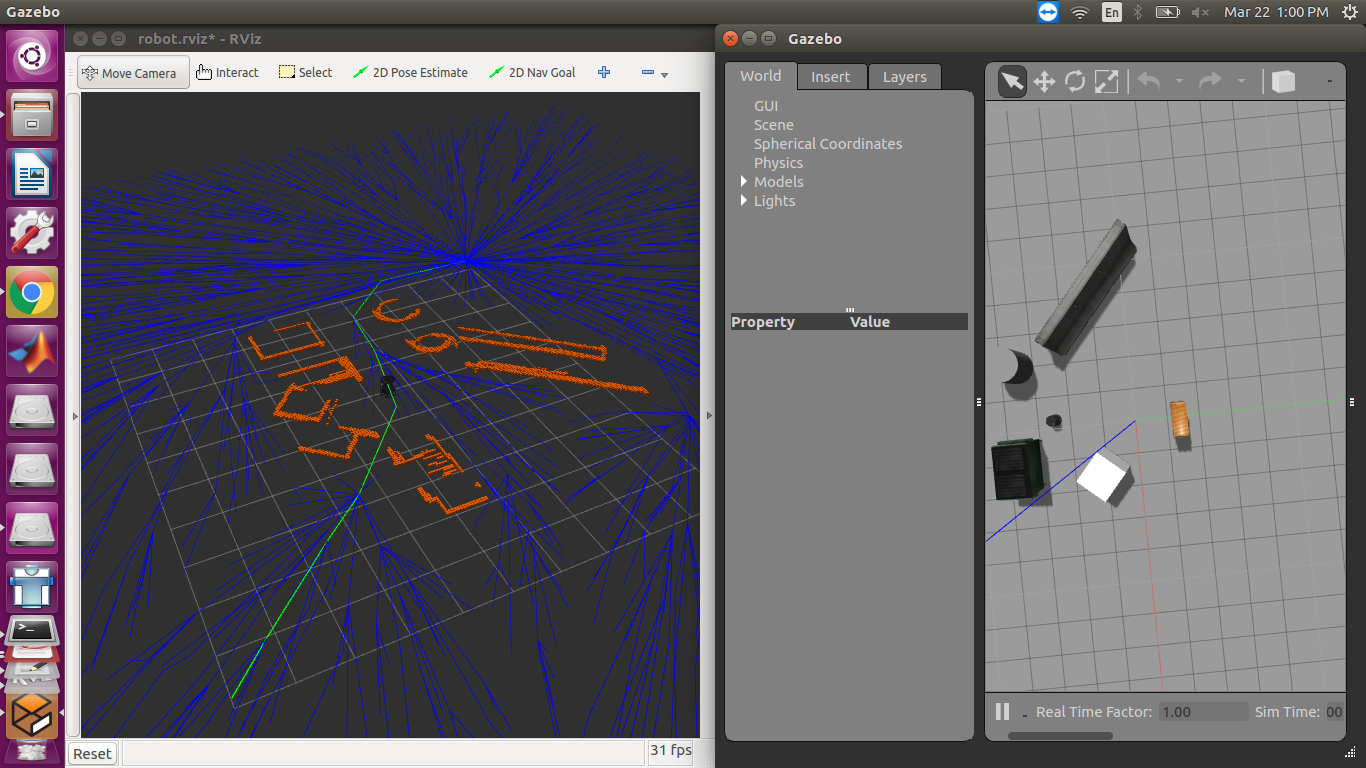 Gazebo
En
Mar 22 1:00 PM
robot.rviz* - RViz
Move Camera
Interact
Select
2D Pose Estimate
2D Nav Goal
Reset
31 fps
Gazebo
World
Insert
Layers
GUI
Scene
Spherical Coordinates
Physics
Models
Lights
Property Value
Real Time Factor: 1.00 Sim Time: 00